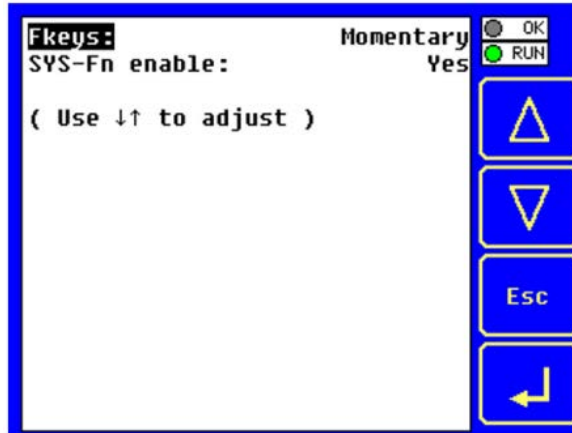 Fkeys: Momentary
SYS-Fn enable: Yes
( Use ↓↑ to adjust )
OK
RUN
Esc